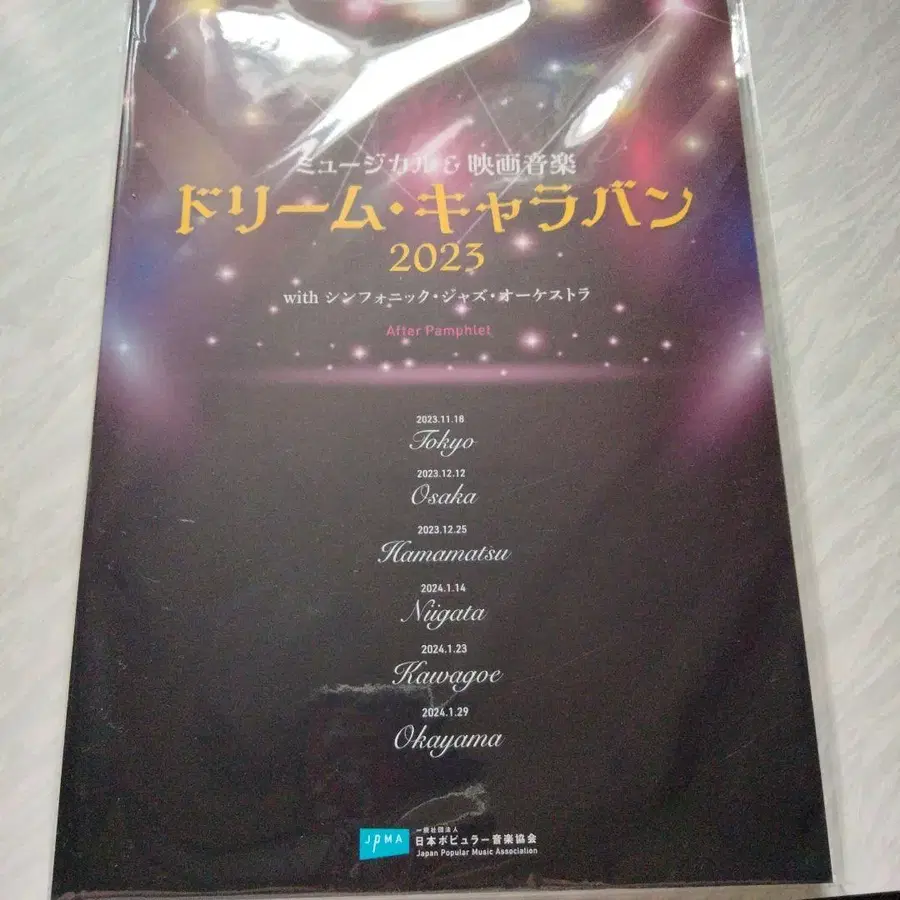 ミュージカル & 映画音楽
ドリーム・キャラバン
2023
with シンフォニック・ジャズ・オーケストラ
After Pamphlet
2023.11.18
Tokyo
2023.12.12
Osaka
2023.12.25
Hamamatsu
2024.1.14
Niigata
2024.1.23
Kawagoe
2024.1.29
Okayama
JPMA
一般社団法人
日本ポピュラー音楽協会
Japan Popular Music Association